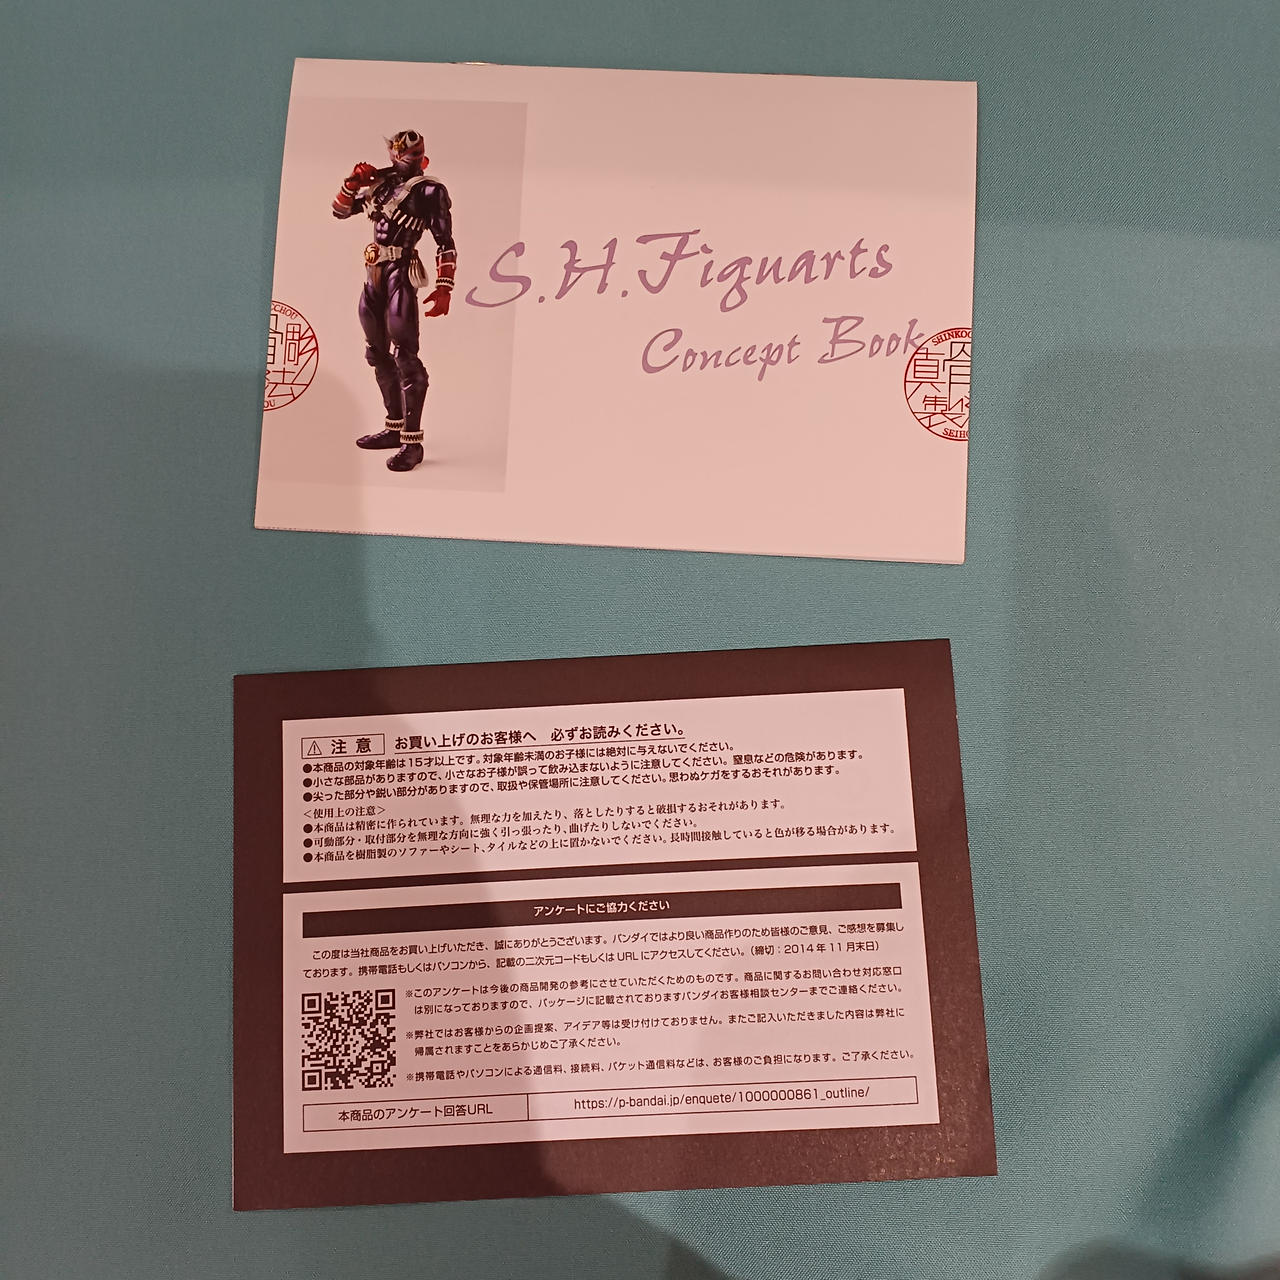 S.H.Figuarts
Concept Book
SHINKOC
SEIHO
⚠注意 お買い上げのお客様へ 必ずお読みください。
●本商品の対象年齢は15才以上です。対象年齢未満のお子様には絶対に与えないでください。
●小さな部品がありますので、小さなお子様が誤って飲み込まないように注意してください。窒息などの危険があります。
●尖った部分や鋭い部分がありますので、取扱や保管場所に注意してください。思わぬケガをするおそれがあります。
＜使用上の注意＞
●本商品は精密に作られています。無理な力を加えたり、落としたりすると破損するおそれがあります。
●可動部分・取付部分を無理な方向に強く引っ張ったり、曲げたりしないでください。
●本商品を樹脂製のソファーやシート、タイルなどの上に置かないでください。長時間接触していると色が移る場合があります。
アンケートにご協力ください
この度は当社商品をお買い上げいただき、誠にありがとうございます。バンダイではより良い商品作りのため皆様のご意見、ご感想を募集し
ております。携帯電話もしくはパソコンから、記載の二次元コードもしくはURLにアクセスしてください。（締切：2014年11月末日）
※このアンケートは今後の商品開発の参考にさせていただくためのものです。商品に関するお問い合わせ対応窓口
は別になっておりますので、パッケージに記載されておりますバンダイお客様相談センターまでご連絡ください。
※弊社ではお客様からの企画提案、アイデア等は受け付けておりません。またご記入いただきました内容は弊社に
帰属されますことをあらかじめご了承ください。
※携帯電話やパソコンによる通信料、接続料、パケット通信料などは、お客様のご負担になります。ご了承ください。
本商品のアンケート回答URL https://p-bandai.jp/enquete/1000000861_outline/